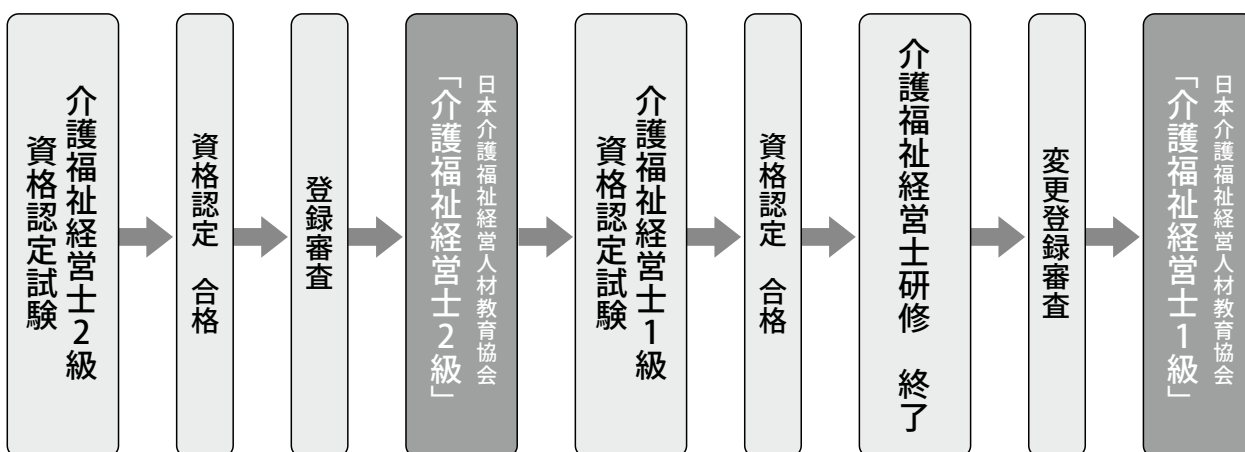 介護福祉経営士2級
資格認定試験
資格認定　合格
登録審査
日本介護福祉経営人材教育協会
「介護福祉経営士2級」
介護福祉経営士1級
資格認定試験
資格認定　合格
介護福祉経営士研修　終了
変更登録審査
日本介護福祉経営人材教育協会
「介護福祉経営士1級」